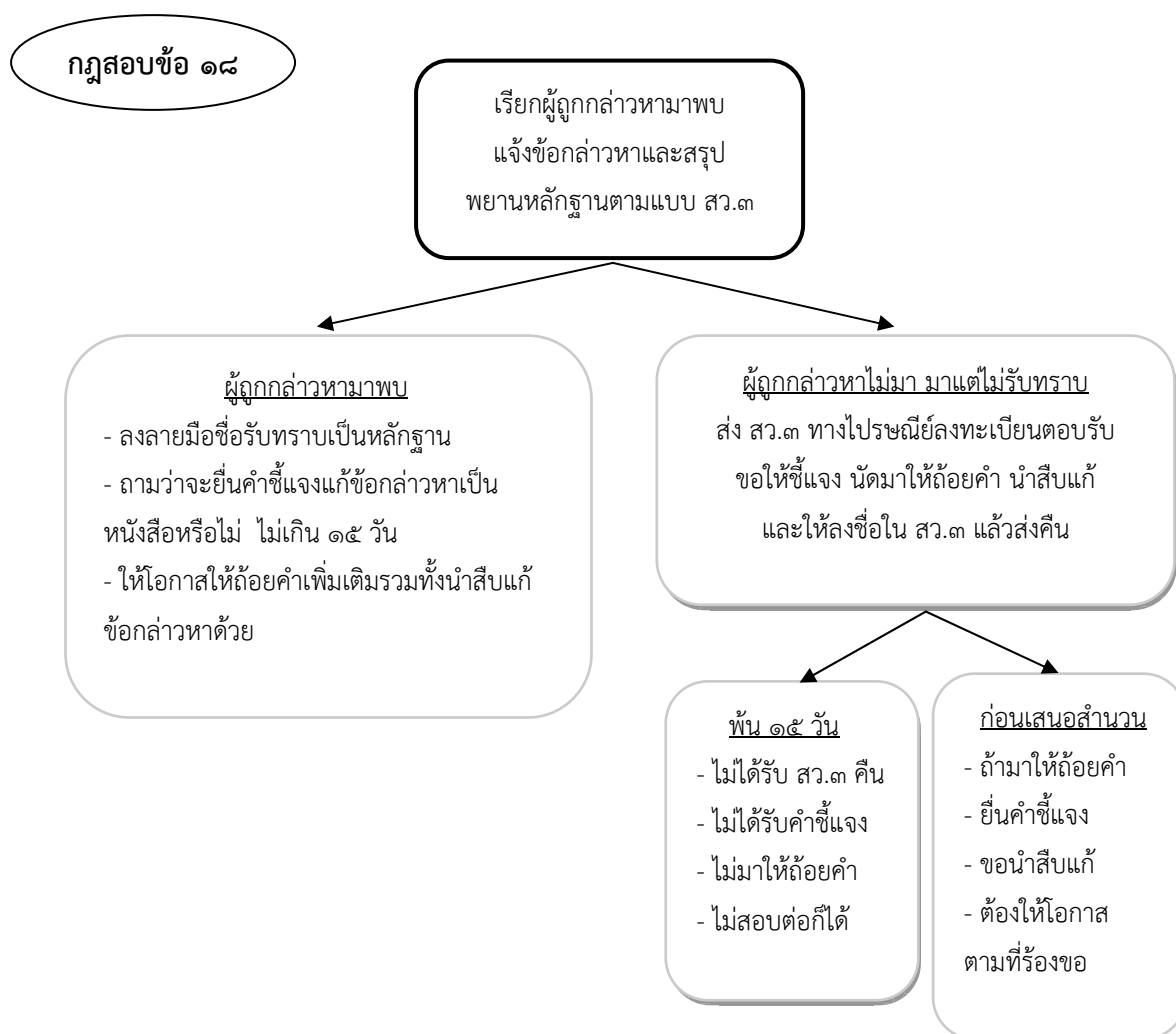 กฎสอบข้อ ๑๘
เรียกผู้ถูกกล่าวหามาพบ
แจ้งข้อกล่าวหาและสรุป
พยานหลักฐานตามแบบ สว.๓
ผู้ถูกกล่าวหามาพบ
- ลงลายมือชื่อรับทราบเป็นหลักฐาน
- ถามว่าจะยื่นคำชี้แจงแก้ข้อกล่าวหาเป็น
หนังสือหรือไม่ ไม่เกิน ๑๕ วัน
- ให้โอกาสให้ถ้อยคำเพิ่มเติมรวมทั้งนำสืบแก้
ข้อกล่าวหาด้วย
ผู้ถูกกล่าวหาไม่มา มาแต่ไม่รับทราบ
ส่ง สว.๓ ทางไปรษณีย์ลงทะเบียนตอบรับ
ขอให้ชี้แจง นัดมาให้ถ้อยคำ นำสืบแก้
และให้ลงชื่อใน สว.๓ แล้วส่งคืน
พ้น ๑๕ วัน
- ไม่ได้รับ สว.๓ คืน
- ไม่ได้รับคำชี้แจง
- ไม่มาให้ถ้อยคำ
- ไม่สอบต่อก็ได้
ก่อนเสนอสำนวน
- ถ้ามาให้ถ้อยคำ
- ยื่นคำชี้แจง
- ขอนำสืบแก้
- ต้องให้โอกาส
ตามที่ร้องขอ